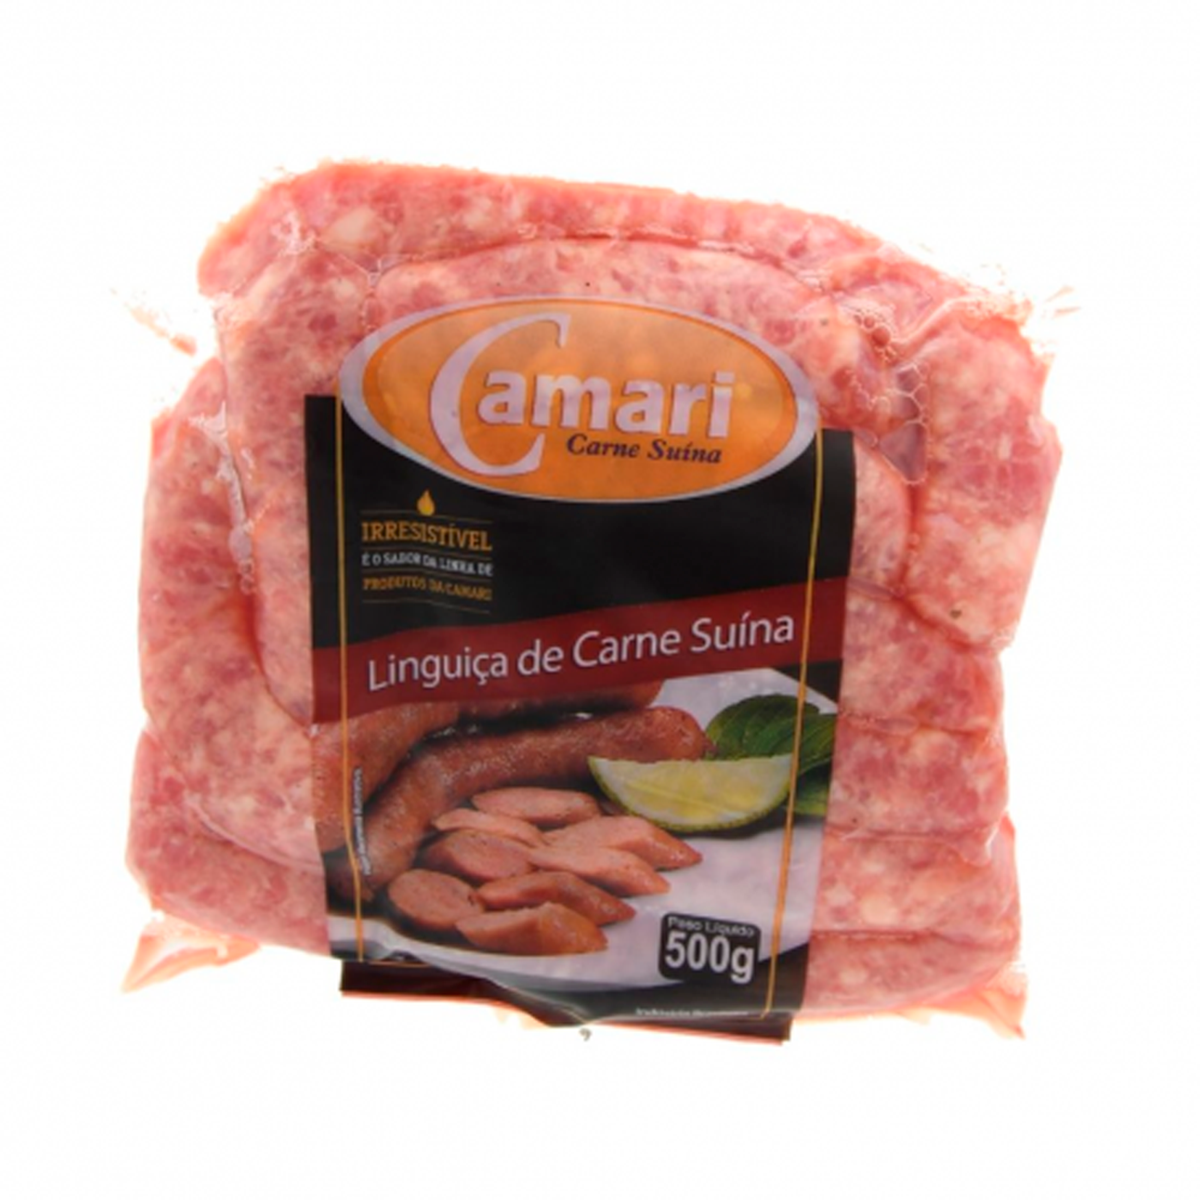 Camari
Carne Suína
IRRESISTÍVEL
É O SABOR DA LINHA DE
PRODUTOS DA CAMARI
Linguiça de Carne Suína
Peso Líquido
500g